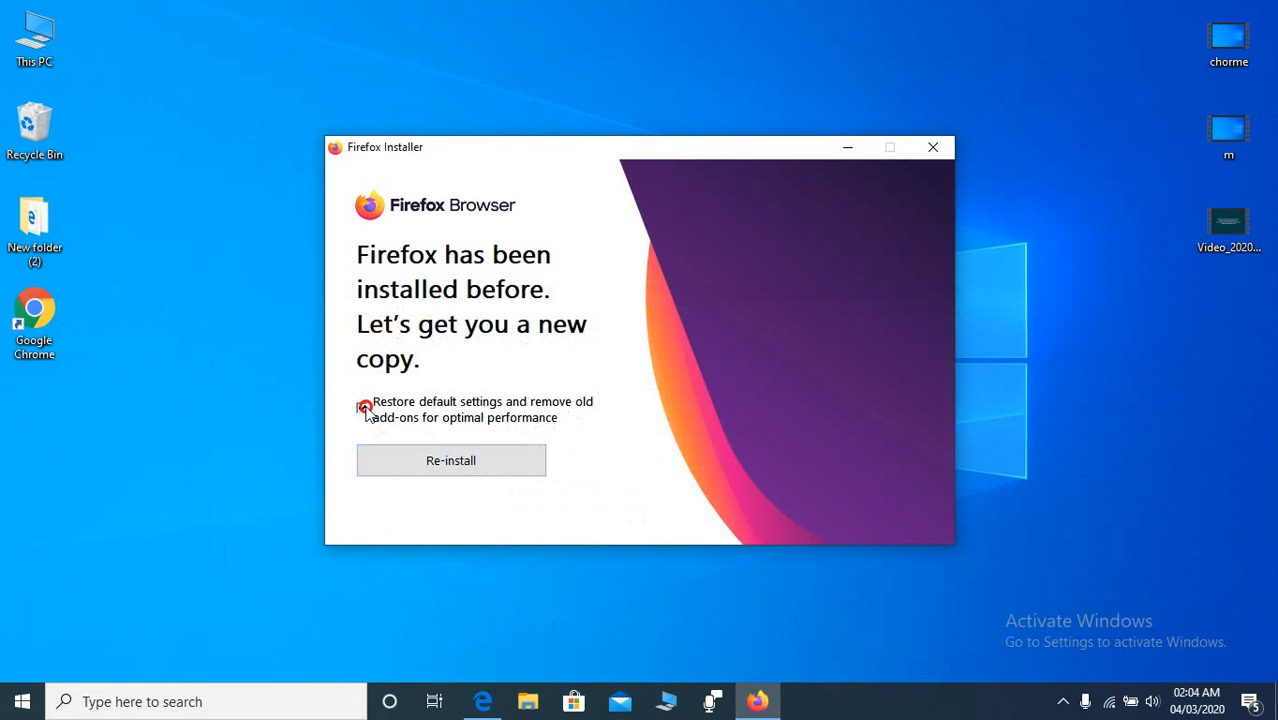 This PC
Recycle Bin
New folder
(2)
Google
Chrome
chorme
m
Video_2020...
Firefox Installer
Firefox Browser
Firefox has been
installed before.
Let's get you a new
copy.
Restore default settings and remove old
add-ons for optimal performance
Re-install
Activate Windows
Go to Settings to activate Windows.
Type here to search
02:04 AM
04/03/2020
5